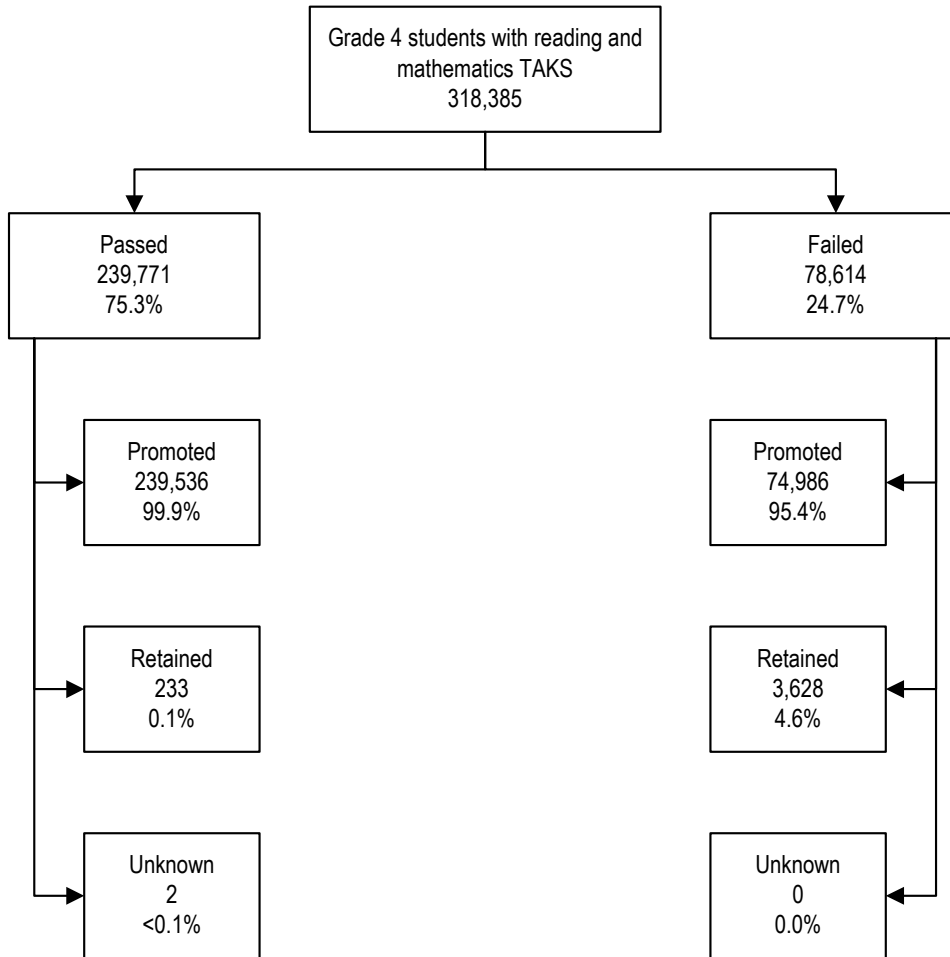 Grade 4 students with reading and
mathematics TAKS
318,385
Passed
239,771
75.3%
Failed
78,614
24.7%
Promoted
239,536
99.9%
Promoted
74,986
95.4%
Retained
233
0.1%
Retained
3,628
4.6%
Unknown
2
<0.1%
Unknown
0
0.0%